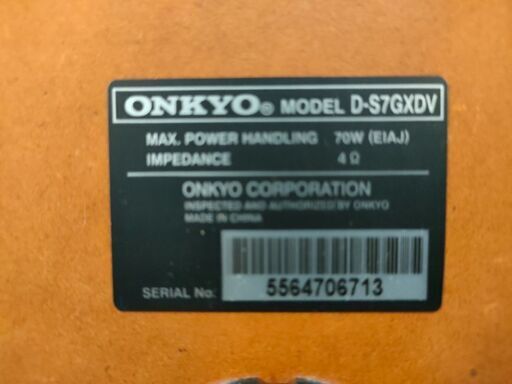 ONKYO® MODEL D-S7GXDV
MAX. POWER HANDLING 70W (EIAJ)
IMPEDANCE 4 Ω
ONKYO CORPORATION
INSPECTED AND AUTHORIZED BY ONKYO
MADE IN CHINA
SERIAL No. 5564706713